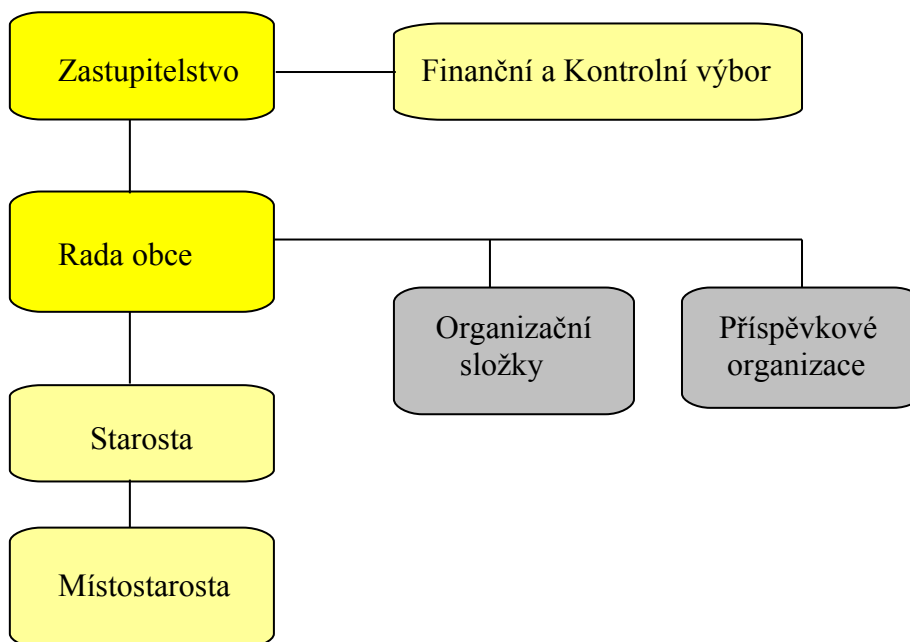 Zastupitelstvo
Finanční a Kontrolní výbor
Rada obce
Organizační
složky
Příspěvkové
organizace
Starosta
Místostarosta